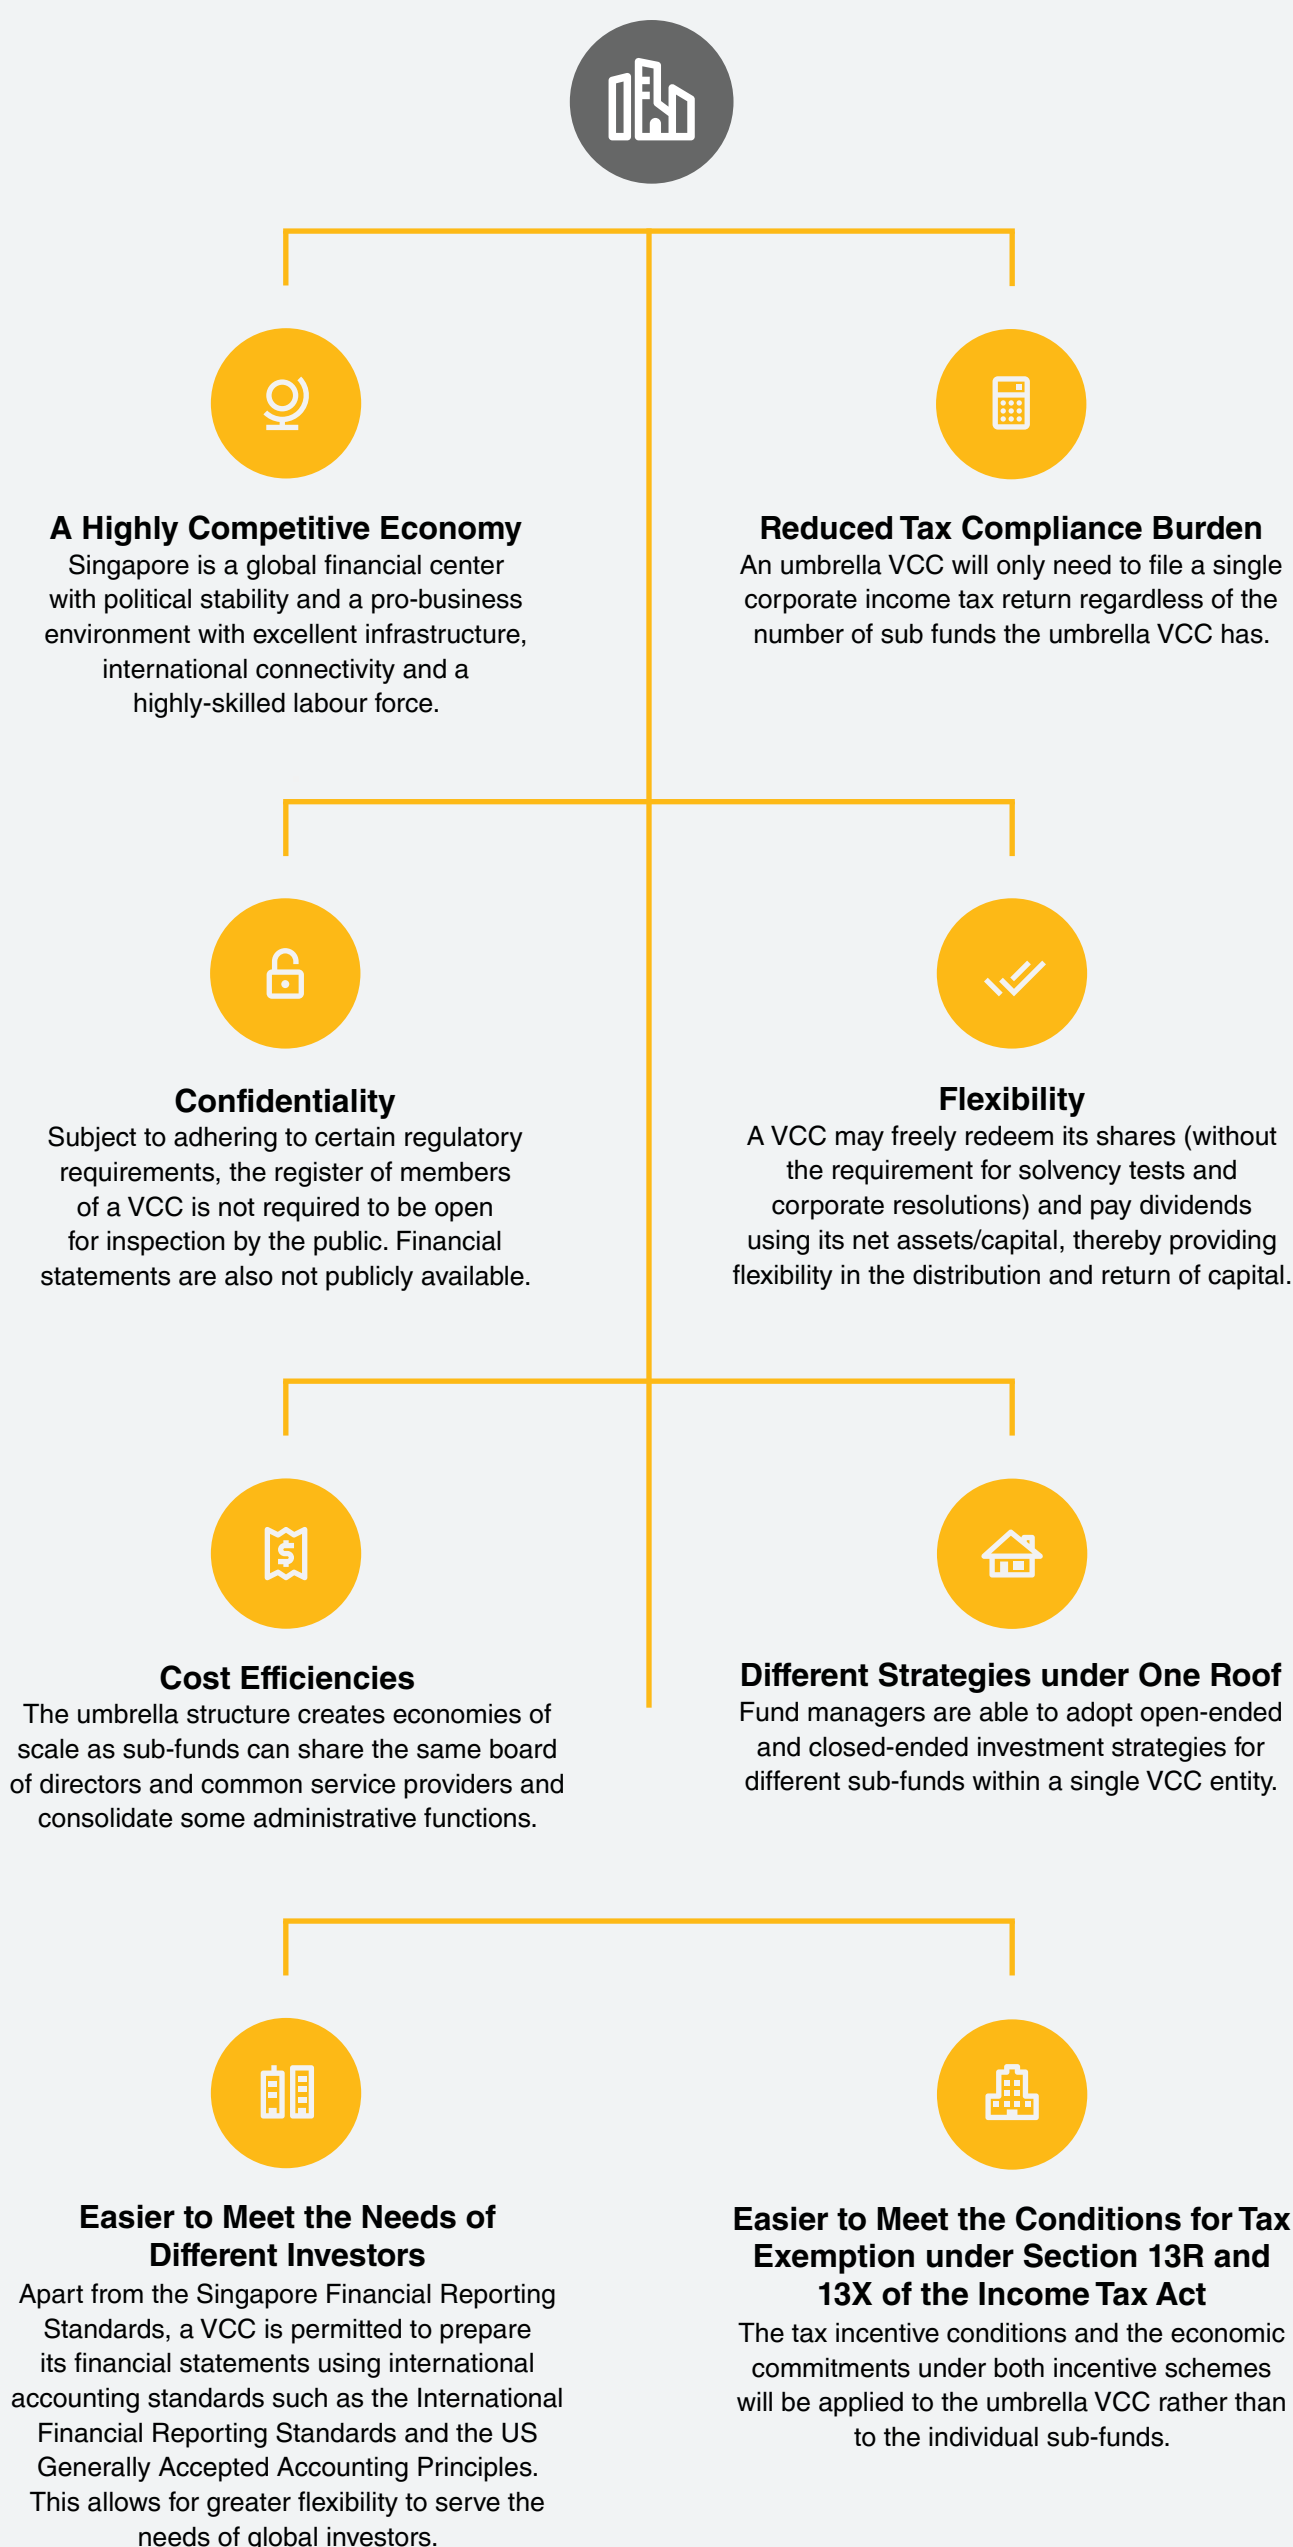 A Highly Competitive Economy
Singapore is a global financial center
with political stability and a pro-business
environment with excellent infrastructure,
international connectivity and a
highly-skilled labour force.
Reduced Tax Compliance Burden
An umbrella VCC will only need to file a single
corporate income tax return regardless of the
number of sub funds the umbrella VCC has.
Confidentiality
Subject to adhering to certain regulatory
requirements, the register of members
of a VCC is not required to be open
for inspection by the public. Financial
statements are also not publicly available.
Flexibility
A VCC may freely redeem its shares (without
the requirement for solvency tests and
corporate resolutions) and pay dividends
using its net assets/capital, thereby providing
flexibility in the distribution and return of capital.
Cost Efficiencies
The umbrella structure creates economies of
scale as sub-funds can share the same board
of directors and common service providers and
consolidate some administrative functions.
Different Strategies under One Roof
Fund managers are able to adopt open-ended
and closed-ended investment strategies for
different sub-funds within a single VCC entity.
Easier to Meet the Needs of
Different Investors
Apart from the Singapore Financial Reporting
Standards, a VCC is permitted to prepare
its financial statements using international
accounting standards such as the International
Financial Reporting Standards and the US
Generally Accepted Accounting Principles.
This allows for greater flexibility to serve the
needs of global investors.
Easier to Meet the Conditions for Tax
Exemption under Section 13R and
13X of the Income Tax Act
The tax incentive conditions and the economic
commitments under both incentive schemes
will be applied to the umbrella VCC rather than
to the individual sub-funds.